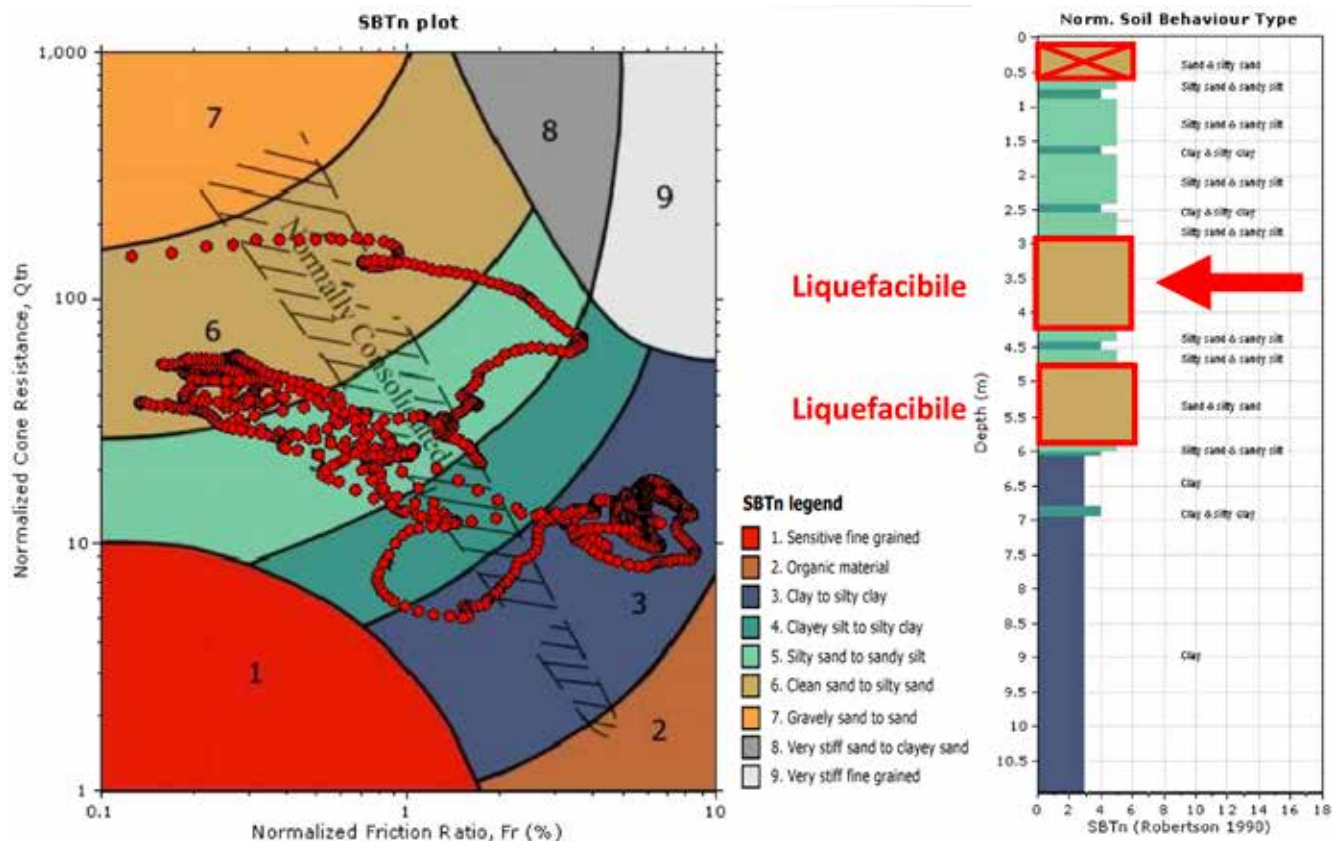 SBTn plot
1,000
100
10
1
0.1
1
10
Normalized Cone Resistance, Qtn
Normalized Friction Ratio, Fr (%)
7
8
9
6
Normally Consolidated
3
1
2
Liquefacibile
Liquefacibile
SBTn legend
1. Sensitive fine grained
2. Organic material
3. Clay to silty clay
4. Clayey silt to silty clay
5. Silty sand to sandy silt
6. Clean sand to silty sand
7. Gravely sand to sand
8. Very stiff sand to clayey sand
9. Very stiff fine grained
Norm. Soil Behaviour Type
0
0.5
1
1.5
2
2.5
3
3.5
4
4.5
5
5.5
6
6.5
7
7.5
8
8.5
9
9.5
10
10.5
Depth (m)
Sand & silty sand
Silty sand & sandy silt
Silty sand & sandy silt
Clay & silty clay
Silty sand & sandy silt
Clay & silty clay
Silty sand & sandy silt
Silty sand & sandy silt
Silty sand & sandy silt
Sand & silty sand
Silty sand & sandy silt
Clay
Clay & silty clay
Clay
0 2 4 6 8 10 12 14 16 18
SBTn (Robertson 1990)